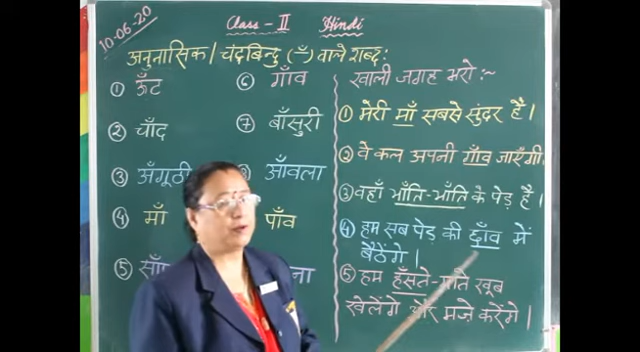 10-06-20
Class - II Hindi
अनुनासिक / चंद्रबिन्दु (ँ) वाले शब्द:
① ऊँट
② चाँद
③ अँगूठी
④ माँ
⑤
⑥ गाँव
⑦ बाँसुरी
आँवला
पाँव
ना
खाली जगह भरो :~
① मेरी माँ सबसे सुंदर है।
② वे कल अपनी गाँव जाएँगी
③ वहाँ भाँति-भाँति के पेड़ है।
④ हम सब पेड़ की छाँव में
बैठेंगे।
⑤ हम हँसते-गाते खूब
खेलेंगे और मज़े करेंगे।